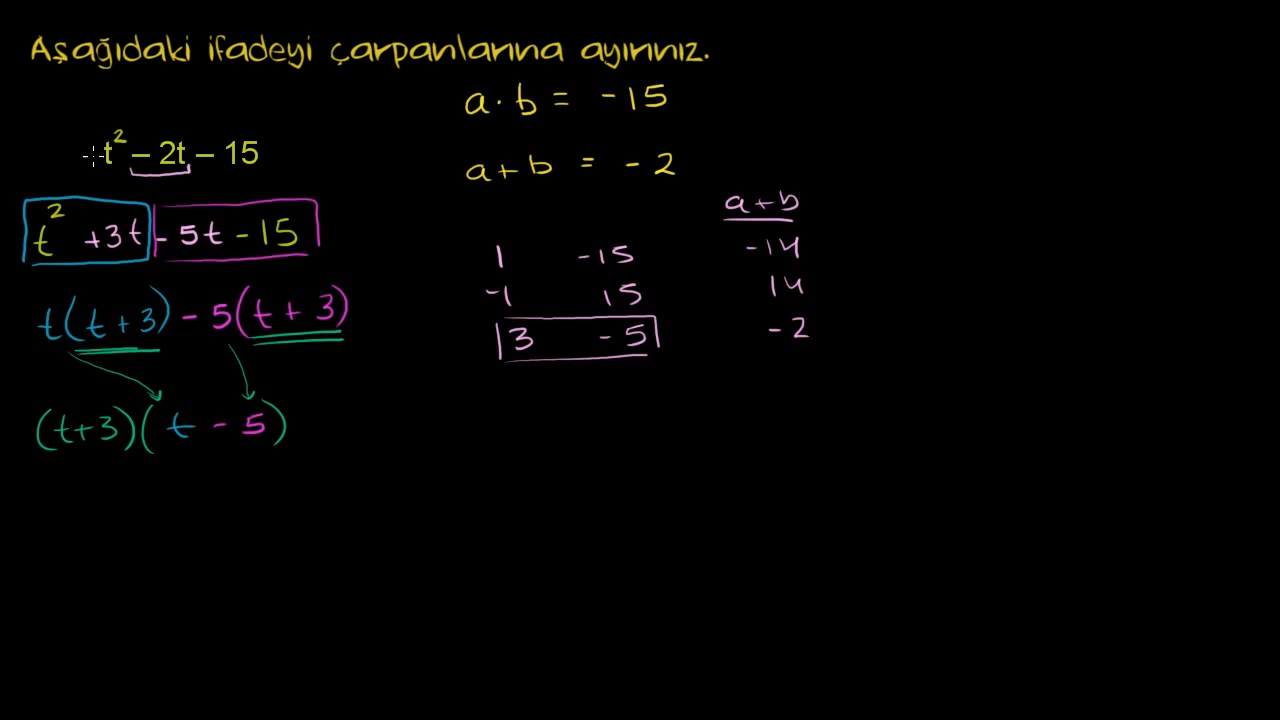 Aşağıdaki ifadeyi çarpanlarına ayırınız.
t² – 2t – 15
t² +3t - 5t - 15
t(t+3) - 5(t + 3)
(t+3)(t - 5)
a · b = -15
a + b = -2
a + b
1 -15 -14
-1 15 14
3 -5 -2